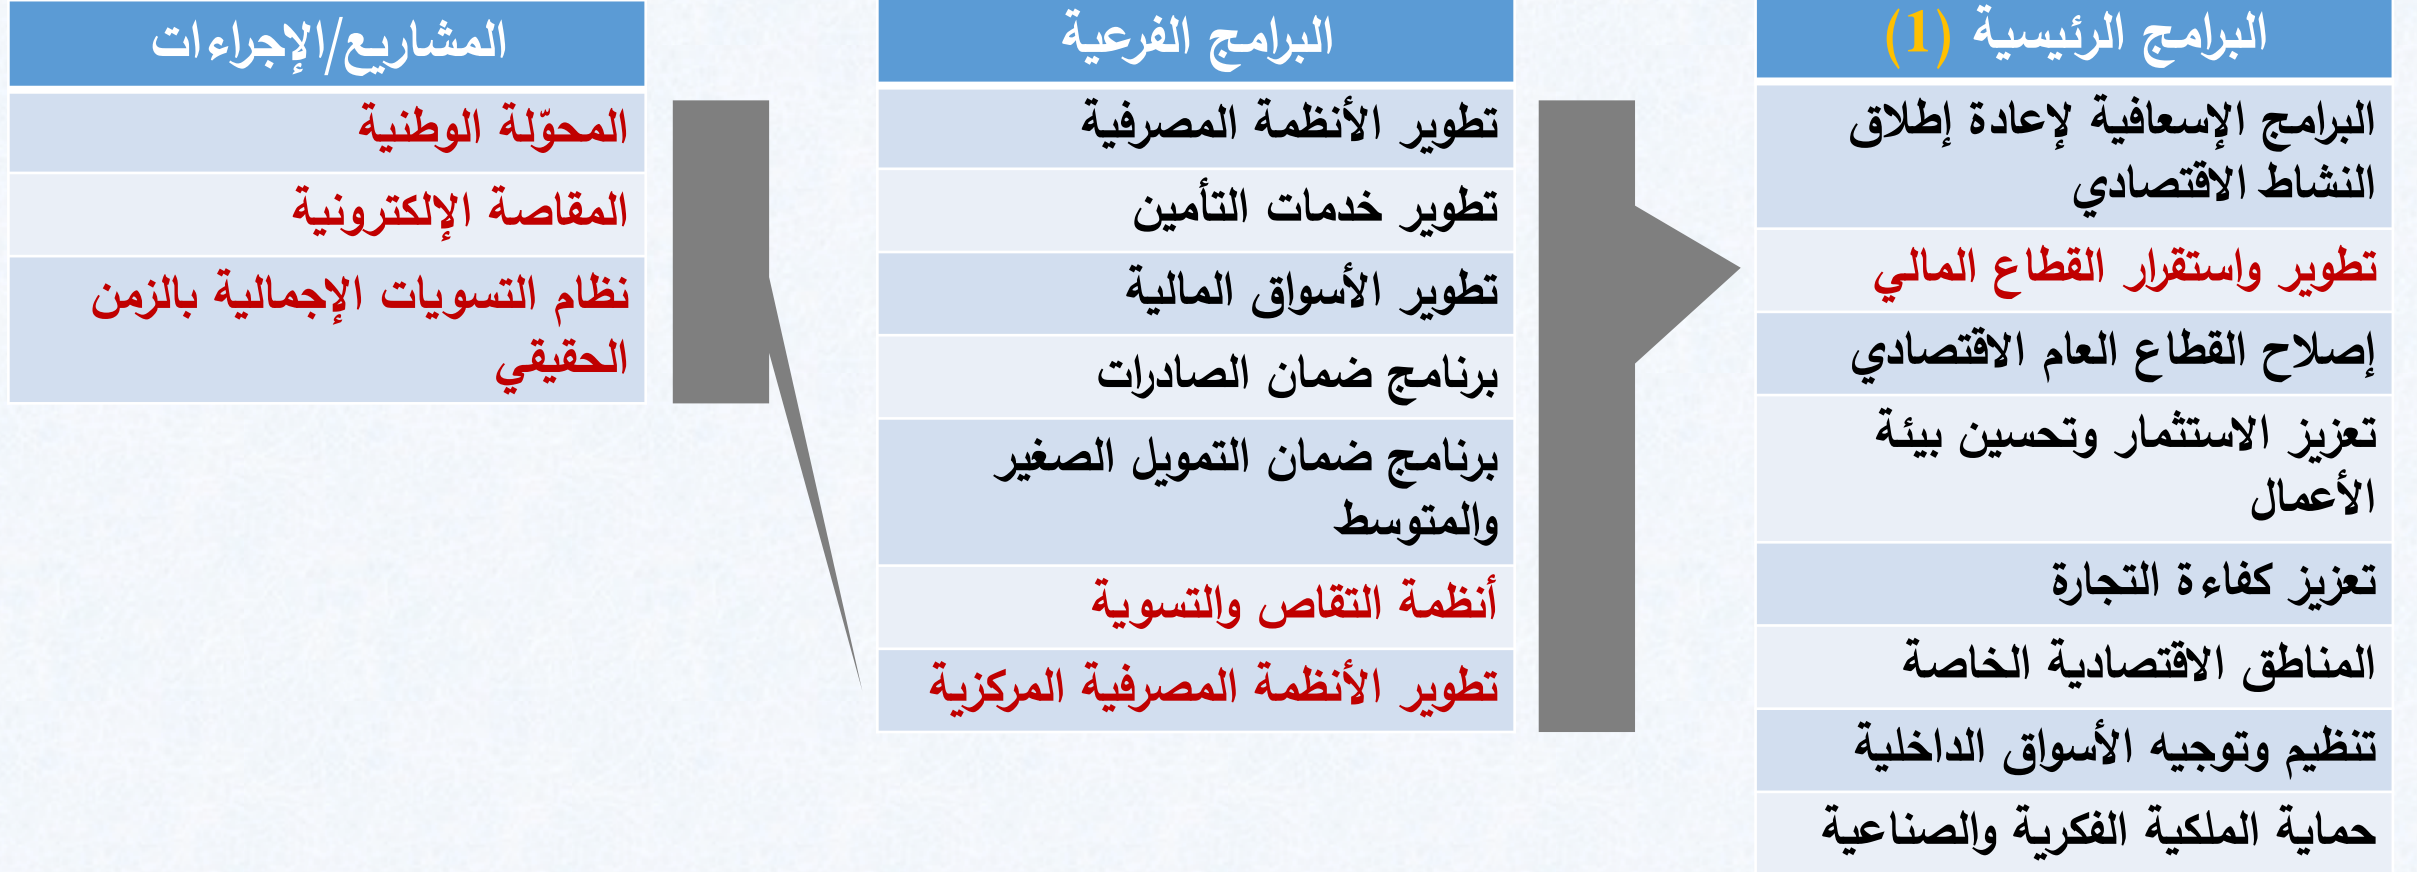 البرامج الرئيسية (1)
البرامج الإسعافية لإعادة إطلاق
النشاط الاقتصادي
تطوير واستقرار القطاع المالي
إصلاح القطاع العام الاقتصادي
تعزيز الاستثمار وتحسين بيئة
الأعمال
تعزيز كفاءة التجارة
المناطق الاقتصادية الخاصة
تنظيم وتوجيه الأسواق الداخلية
حماية الملكية الفكرية والصناعية
البرامج الفرعية
تطوير الأنظمة المصرفية
تطوير خدمات التأمين
تطوير الأسواق المالية
برنامج ضمان الصادرات
برنامج ضمان التمويل الصغير
والمتوسط
أنظمة التقاص والتسوية
تطوير الأنظمة المصرفية المركزية
المشاريع/الإجراءات
المحوّلة الوطنية
المقاصة الإلكترونية
نظام التسويات الإجمالية بالزمن
الحقيقي